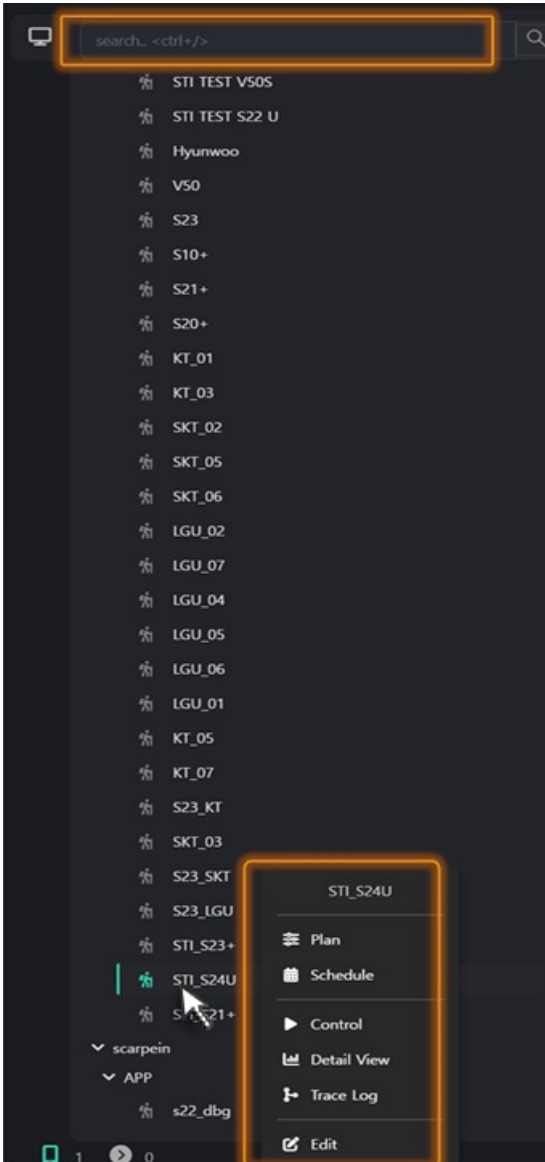 search.. <ctrl+/>
STI TEST V50S
STI TEST S22 U
Hyunwoo
V50
S23
S10+
S21+
S20+
KT_01
KT_03
SKT_02
SKT_05
SKT_06
LGU_02
LGU_07
LGU_04
LGU_05
LGU_06
LGU_01
KT_05
KT_07
S23_KT
SKT_03
S23_SKT
S23_LGU
STI_S23+
STI_S24U
STI_S21+
scarpein
APP
s22_dbg
1 0
STI_S24U
Plan
Schedule
Control
Detail View
Trace Log
Edit